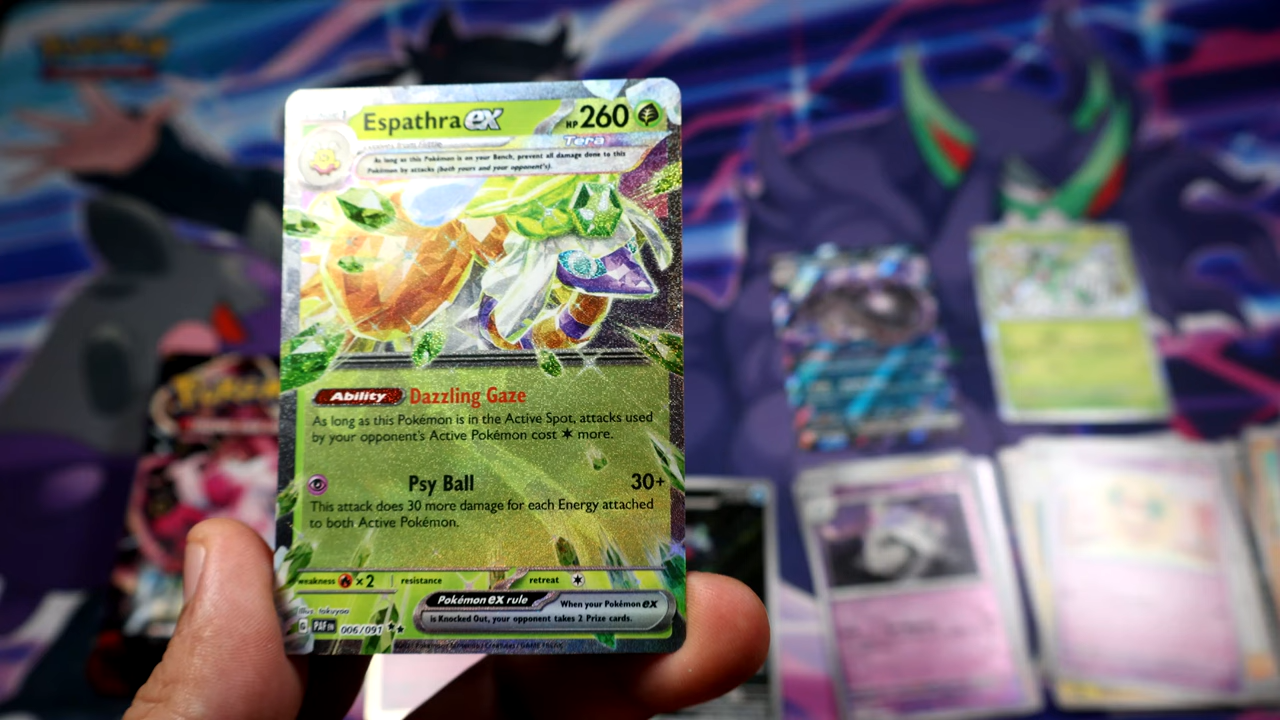 Espathra ex HP 260
Tera
As long as this Pokémon is on your Bench, prevent all damage done to this
Pokémon by attacks (both yours and your opponent's).
Ability Dazzling Gaze
As long as this Pokémon is in the Active Spot, attacks used
by your opponent's Active Pokémon cost more.
Psy Ball 30+
This attack does 30 more damage for each Energy attached
to both Active Pokémon.
weakness ×2 resistance retreat
Pokémon ex rule When your Pokémon ex
is Knocked Out, your opponent takes 2 Prize cards.
Illus. tokuyoa
G PAF EN 006/091
Pokémon